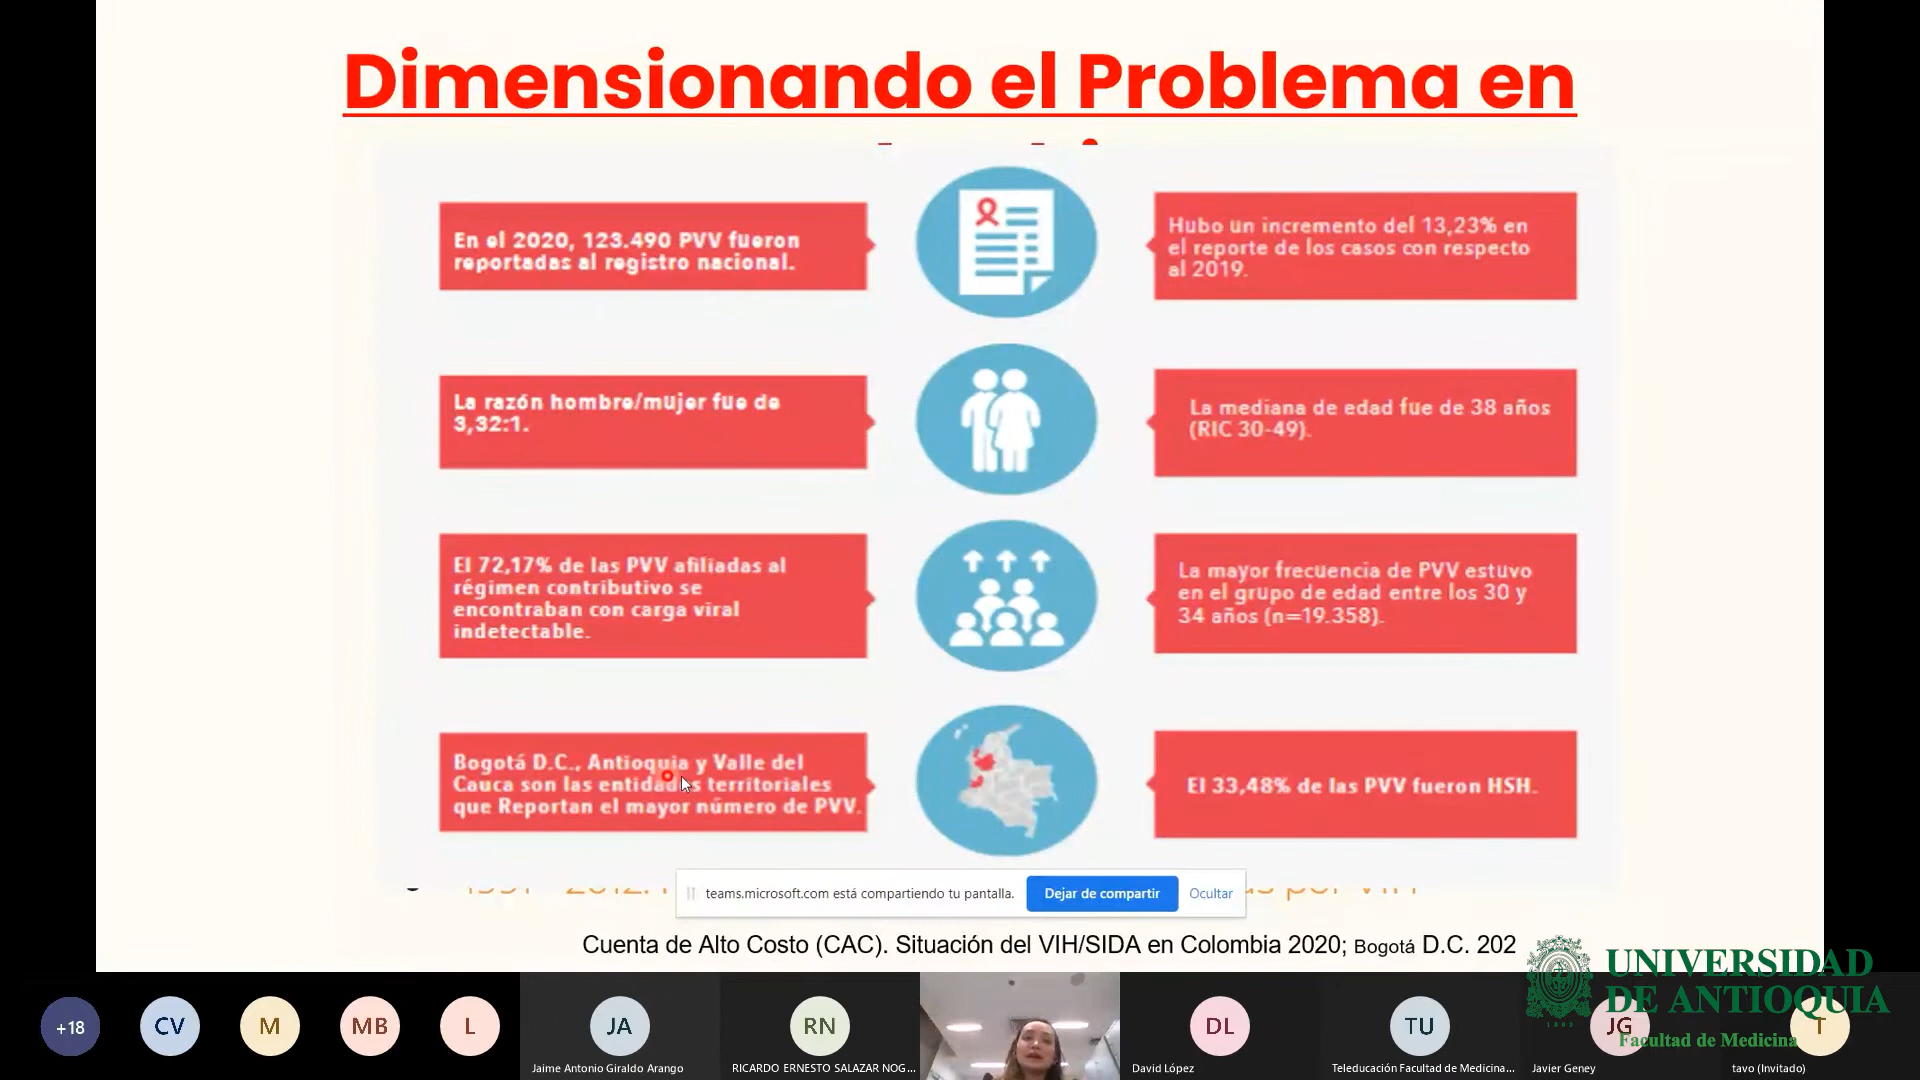 Dimensionando el Problema en
En el 2020, 123.490 PVV fueron
reportadas al registro nacional.
Hubo un incremento del 13,23% en
el reporte de los casos con respecto
al 2019.
La razón hombre/mujer fue de
3,32:1.
La mediana de edad fue de 38 años
(RIC 30-49).
El 72,17% de las PVV afiliadas al
régimen contributivo se
encontraban con carga viral
indetectable.
La mayor frecuencia de PVV estuvo
en el grupo de edad entre los 30 y
34 años (n=19.358).
Bogotá D.C., Antioquia y Valle del
Cauca son las entidades territoriales
que Reportan el mayor número de PVV.
El 33,48% de las PVV fueron HSH.
teams.microsoft.com está compartiendo tu pantalla.
Dejar de compartir
Ocultar
Cuenta de Alto Costo (CAC). Situación del VIH/SIDA en Colombia 2020; Bogotá D.C. 202
UNIVERSIDAD
DE ANTIOQUIA
1803
Facultad de Medicina
+18
CV
M
MB
L
JA
RN
DL
TU
JG
T
Jaime Antonio Giraldo Arango
RICARDO ERNESTO SALAZAR NOG...
David López
Teleducación Facultad de Medicina...
Javier Geney
tavo (Invitado)